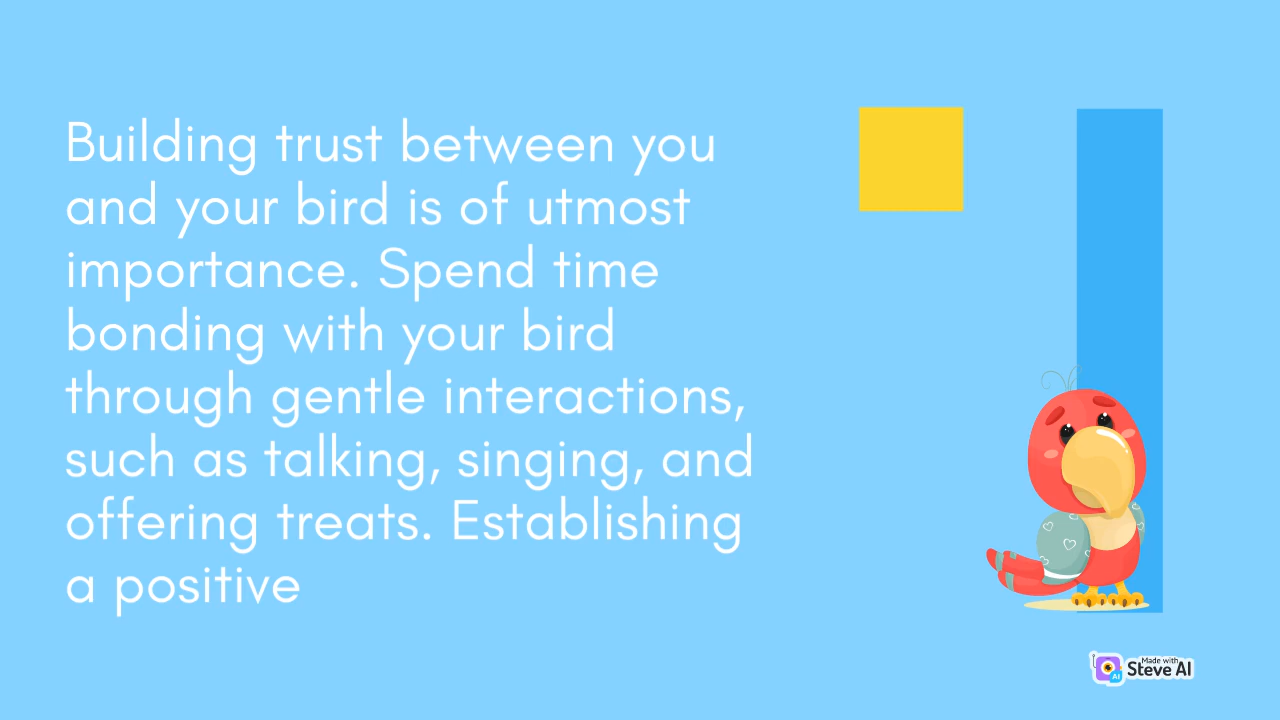 Building trust between you
and your bird is of utmost
importance. Spend time
bonding with your bird
through gentle interactions,
such as talking, singing, and
offering treats. Establishing
a positive
Made with
AI
Steve AI